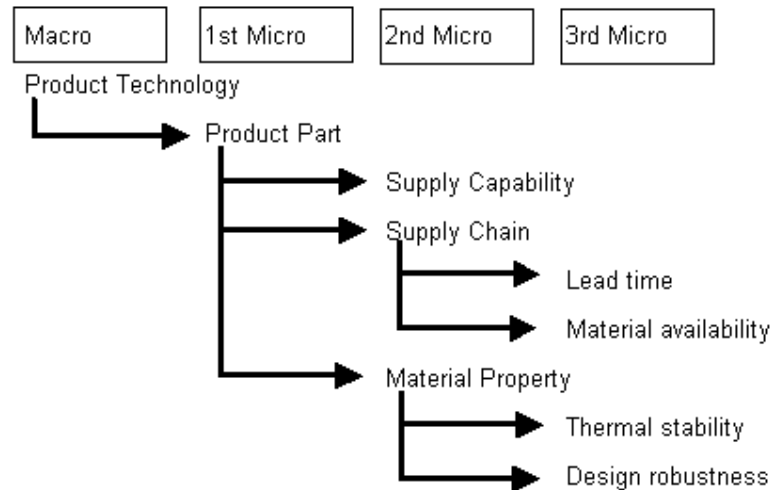 Macro
1st Micro
2nd Micro
3rd Micro
Product Technology
Product Part
Supply Capability
Supply Chain
Lead time
Material availability
Material Property
Thermal stability
Design robustness